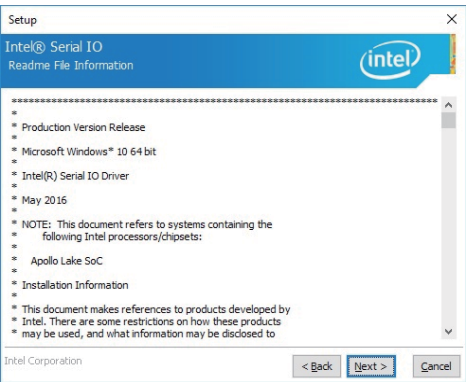 Setup
Intel® Serial IO
Readme File Information
intel
********************************************************************************
*
* Production Version Release
*
* Microsoft Windows* 10 64 bit
*
* Intel(R) Serial IO Driver
*
* May 2016
*
* NOTE: This document refers to systems containing the
* following Intel processors/chipsets:
*
* Apollo Lake SoC
*
* Installation Information
*
* This document makes references to products developed by
* Intel. There are some restrictions on how these products
* may be used, and what information may be disclosed to
Intel Corporation
< Back Next > Cancel